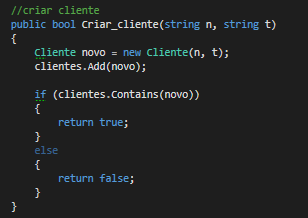 //criar cliente
public bool Criar_cliente(string n, string t)
{
Cliente novo = new Cliente(n, t);
clientes.Add(novo);
if (clientes.Contains(novo))
{
return true;
}
else
{
return false;
}
}